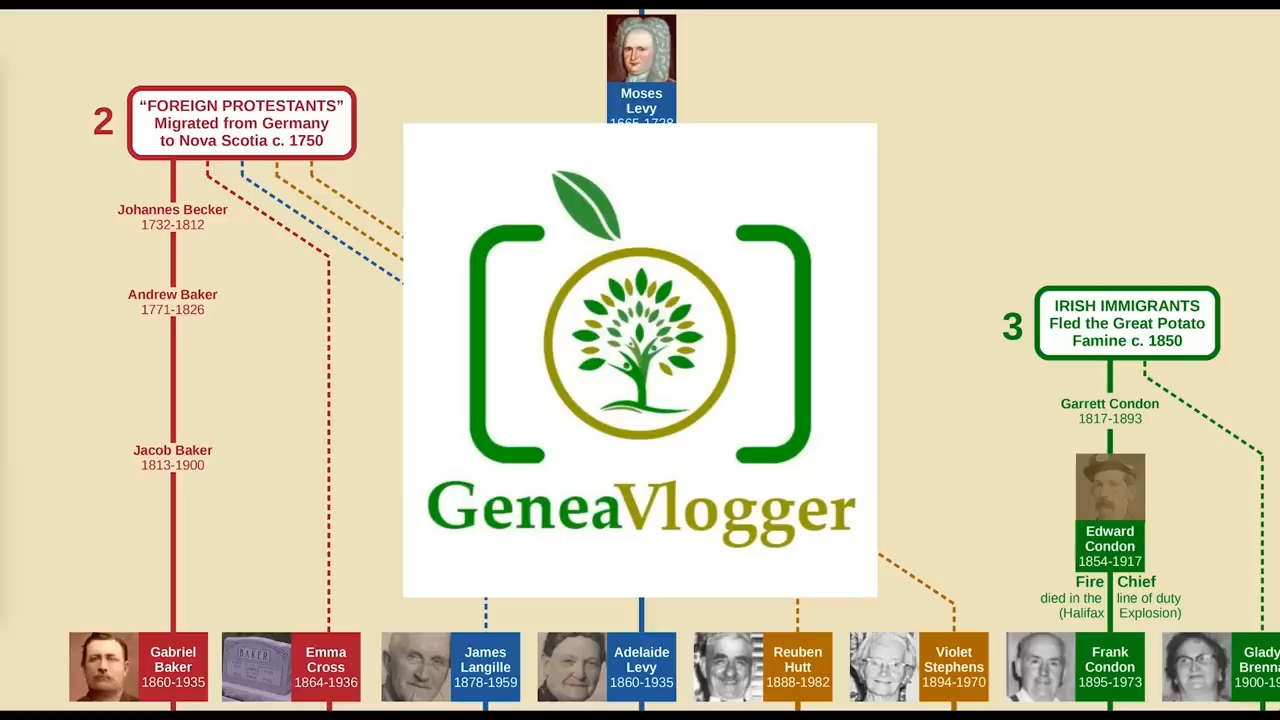 Moses
Levy
1665-1728
2
“FOREIGN PROTESTANTS”
Migrated from Germany
to Nova Scotia c. 1750
Johannes Becker
1732-1812
Andrew Baker
1771-1826
Jacob Baker
1813-1900
GeneaVlogger
3
IRISH IMMIGRANTS
Fled the Great Potato
Famine c. 1850
Garrett Condon
1817-1893
Edward
Condon
1854-1917
Fire Chief
died in the line of duty
(Halifax Explosion)
Gabriel
Baker
1860-1935
BAKER
Emma
Cross
1864-1936
James
Langille
1878-1959
Adelaide
Levy
1860-1935
Reuben
Hutt
1888-1982
Violet
Stephens
1894-1970
Frank
Condon
1895-1973